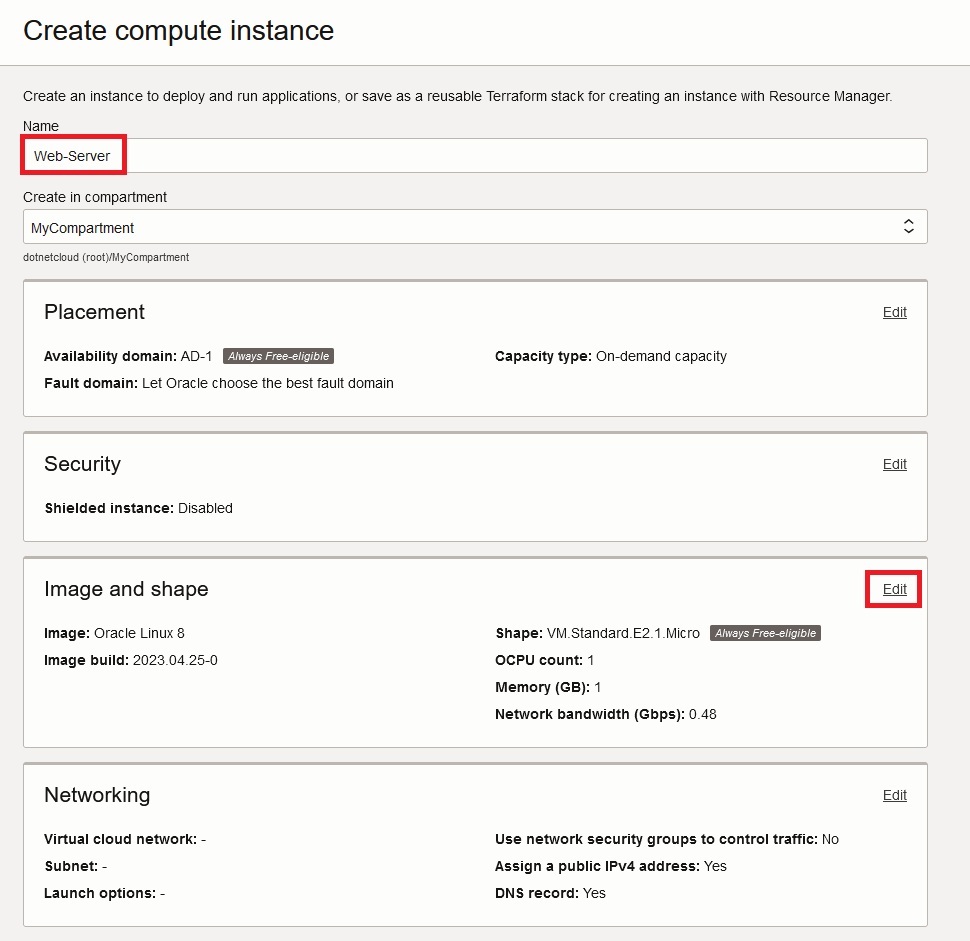 Create compute instance
Create an instance to deploy and run applications, or save as a reusable Terraform stack for creating an instance with Resource Manager.
Name
Web-Server
Create in compartment
MyCompartment
dotnetcloud (root)/MyCompartment
Placement Edit
Availability domain: AD-1 Always Free-eligible Capacity type: On-demand capacity
Fault domain: Let Oracle choose the best fault domain
Security Edit
Shielded instance: Disabled
Image and shape Edit
Image: Oracle Linux 8 Shape: VM.Standard.E2.1.Micro Always Free-eligible
Image build: 2023.04.25-0 OCPU count: 1
Memory (GB): 1
Network bandwidth (Gbps): 0.48
Networking Edit
Virtual cloud network: - Use network security groups to control traffic: No
Subnet: - Assign a public IPv4 address: Yes
Launch options: - DNS record: Yes